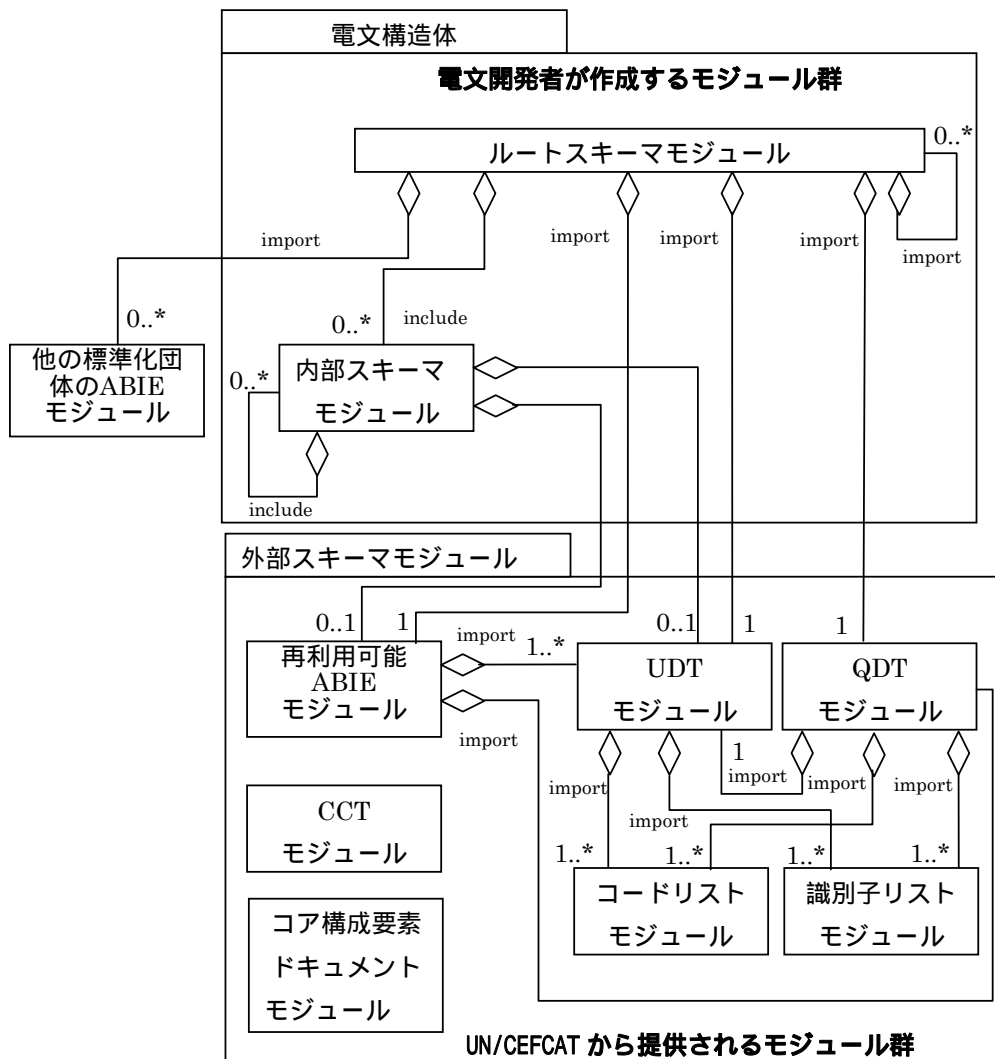 電文構造体
電文開発者が作成するモジュール群
ルートスキーマモジュール
0..*
import
import
import
import
import
0..*
0..*
include
他の標準化団
体のABIE
モジュール
0..*
内部スキーマ
モジュール
include
外部スキーマモジュール
0..1
1
import
1..*
0..1
1
1
再利用可能
ABIE
モジュール
UDT
モジュール
QDT
モジュール
import
1
import
import
import
import
import
CCT
モジュール
1..*
1..*
1..*
1..*
コードリスト
モジュール
識別子リスト
モジュール
コア構成要素
ドキュメント
モジュール
UN/CEFCAT から提供されるモジュール群